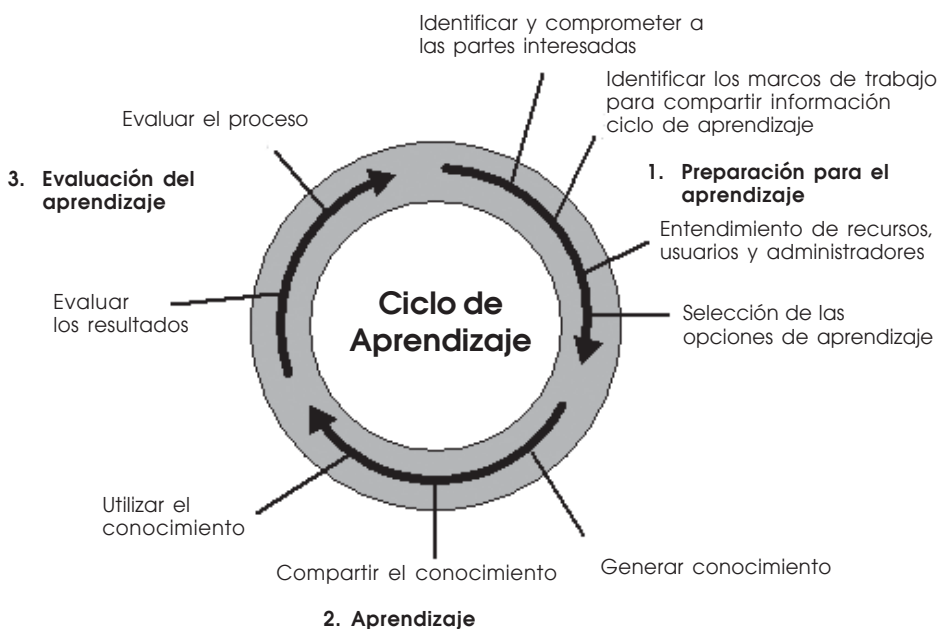 Identificar y comprometer a
las partes interesadas
Identificar los marcos de trabajo
para compartir información
ciclo de aprendizaje
1. Preparación para el
aprendizaje
Entendimiento de recursos,
usuarios y administradores
Selección de las
opciones de aprendizaje
Generar conocimiento
Compartir el conocimiento
2. Aprendizaje
Utilizar el
conocimiento
Evaluar
los resultados
3. Evaluación del
aprendizaje
Evaluar el proceso
Ciclo de
Aprendizaje